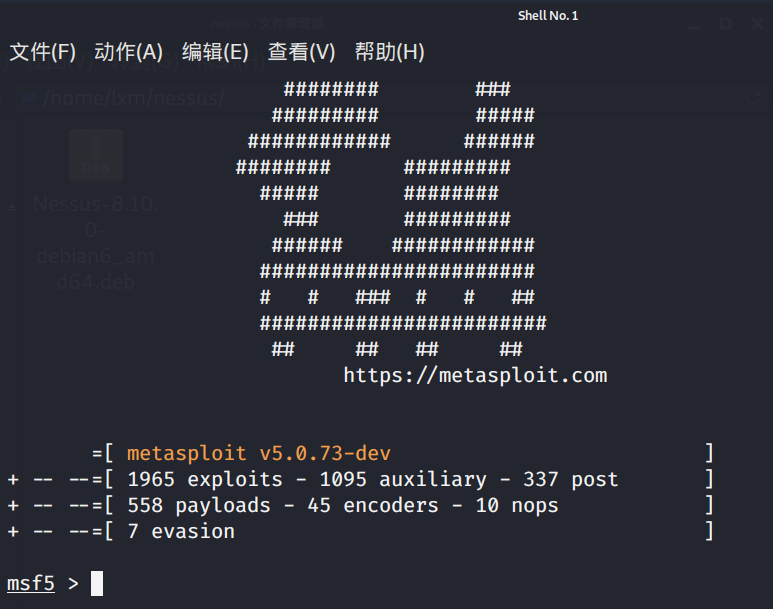 Shell No. 1
文件(F) 动作(A) 编辑(E) 查看(V) 帮助(H)
/home/lxm/nessus/
Nessus-8.10.
0-
debian6_am
d64.deb
######## ###
######### #####
############ ######
######## #########
##### ########
### #########
###### ############
#######################
# # ### # # ##
########################
## ## ## ##
https://metasploit.com
=[ metasploit v5.0.73-dev ]
+ -- --=[ 1965 exploits - 1095 auxiliary - 337 post ]
+ -- --=[ 558 payloads - 45 encoders - 10 nops ]
+ -- --=[ 7 evasion ]
msf5 >